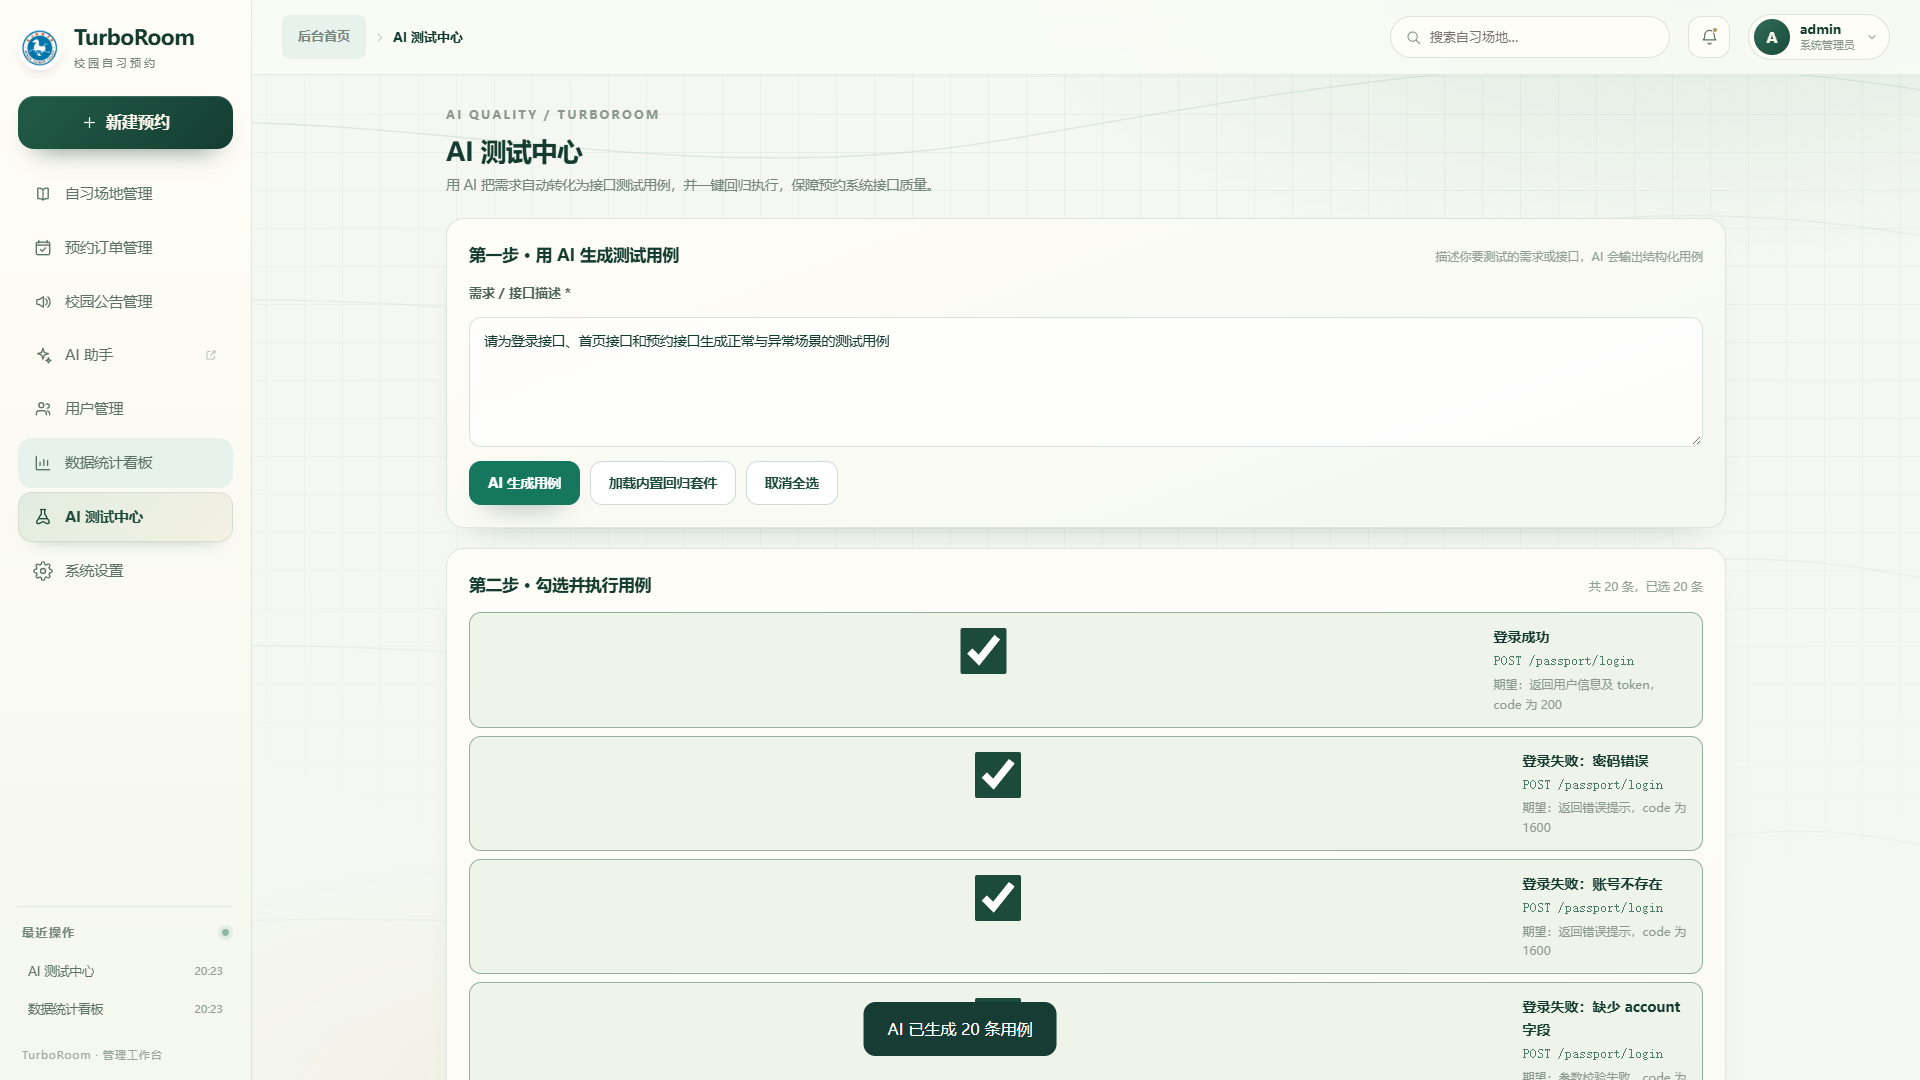 TurboRoom
校园自习预约
+ 新建预约
自习场地管理
预约订单管理
校园公告管理
AI 助手
用户管理
数据统计看板
AI 测试中心
系统设置
最近操作
AI 测试中心 20:23
数据统计看板 20:23
TurboRoom · 管理工作台
后台首页 > AI 测试中心
搜索自习场地...
A
admin
系统管理员
AI QUALITY / TURBOROOM
AI 测试中心
用 AI 把需求自动转化为接口测试用例，并一键回归执行，保障预约系统接口质量。
第一步 · 用 AI 生成测试用例
描述你要测试的需求或接口，AI 会输出结构化用例
需求 / 接口描述 *
请为登录接口、首页接口和预约接口生成正常与异常场景的测试用例
AI 生成用例 加载内置回归套件 取消全选
第二步 · 勾选并执行用例
共 20 条，已选 20 条
登录成功
POST /passport/login
期望：返回用户信息及 token，
code 为 200
登录失败：密码错误
POST /passport/login
期望：返回错误提示，code 为
1600
登录失败：账号不存在
POST /passport/login
期望：返回错误提示，code 为
1600
登录失败：缺少 account
字段
POST /passport/login
期望：参数校验失败，code 为
AI 已生成 20 条用例